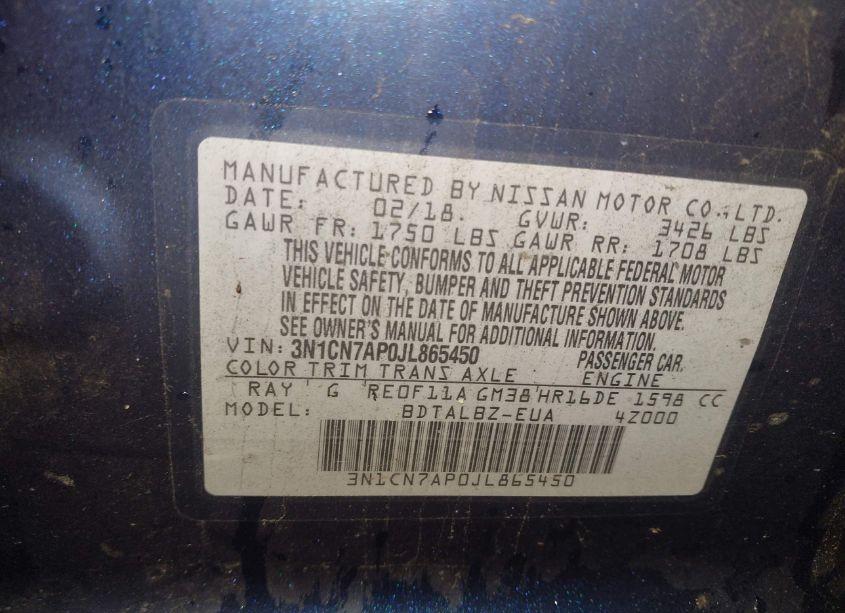 MANUFACTURED BY NISSAN MOTOR CO.,LTD.
DATE: 02/18. GVWR: 3426 LBS
GAWR FR: 1750 LBS GAWR RR: 1708 LBS
THIS VEHICLE CONFORMS TO ALL APPLICABLE FEDERAL MOTOR
VEHICLE SAFETY, BUMPER AND THEFT PREVENTION STANDARDS
IN EFFECT ON THE DATE OF MANUFACTURE SHOWN ABOVE.
SEE OWNER'S MANUAL FOR ADDITIONAL INFORMATION.
VIN: 3N1CN7AP0JL865450 PASSENGER CAR.
COLOR TRIM TRANS AXLE ENGINE
RAY G RE0F11A GM38 HR16DE 1598 CC
MODEL: BDTALBZ-EUA 4Z000
3N1CN7AP0JL865450